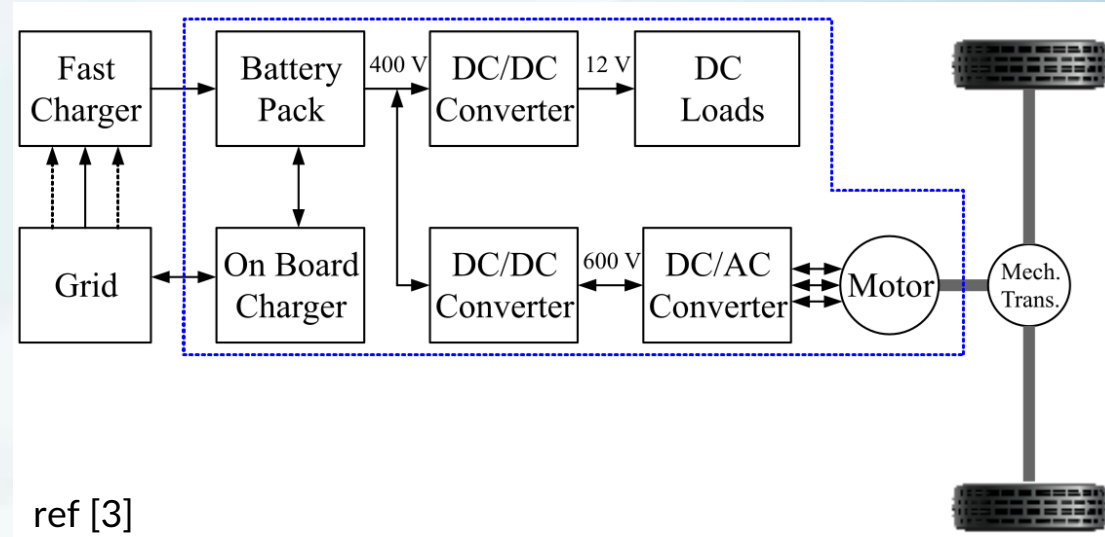 Fast
Charger
Battery
Pack
400 V
DC/DC
Converter
12 V
DC
Loads
Grid
On Board
Charger
DC/DC
Converter
600 V
DC/AC
Converter
Motor
Mech.
Trans.
ref [3]